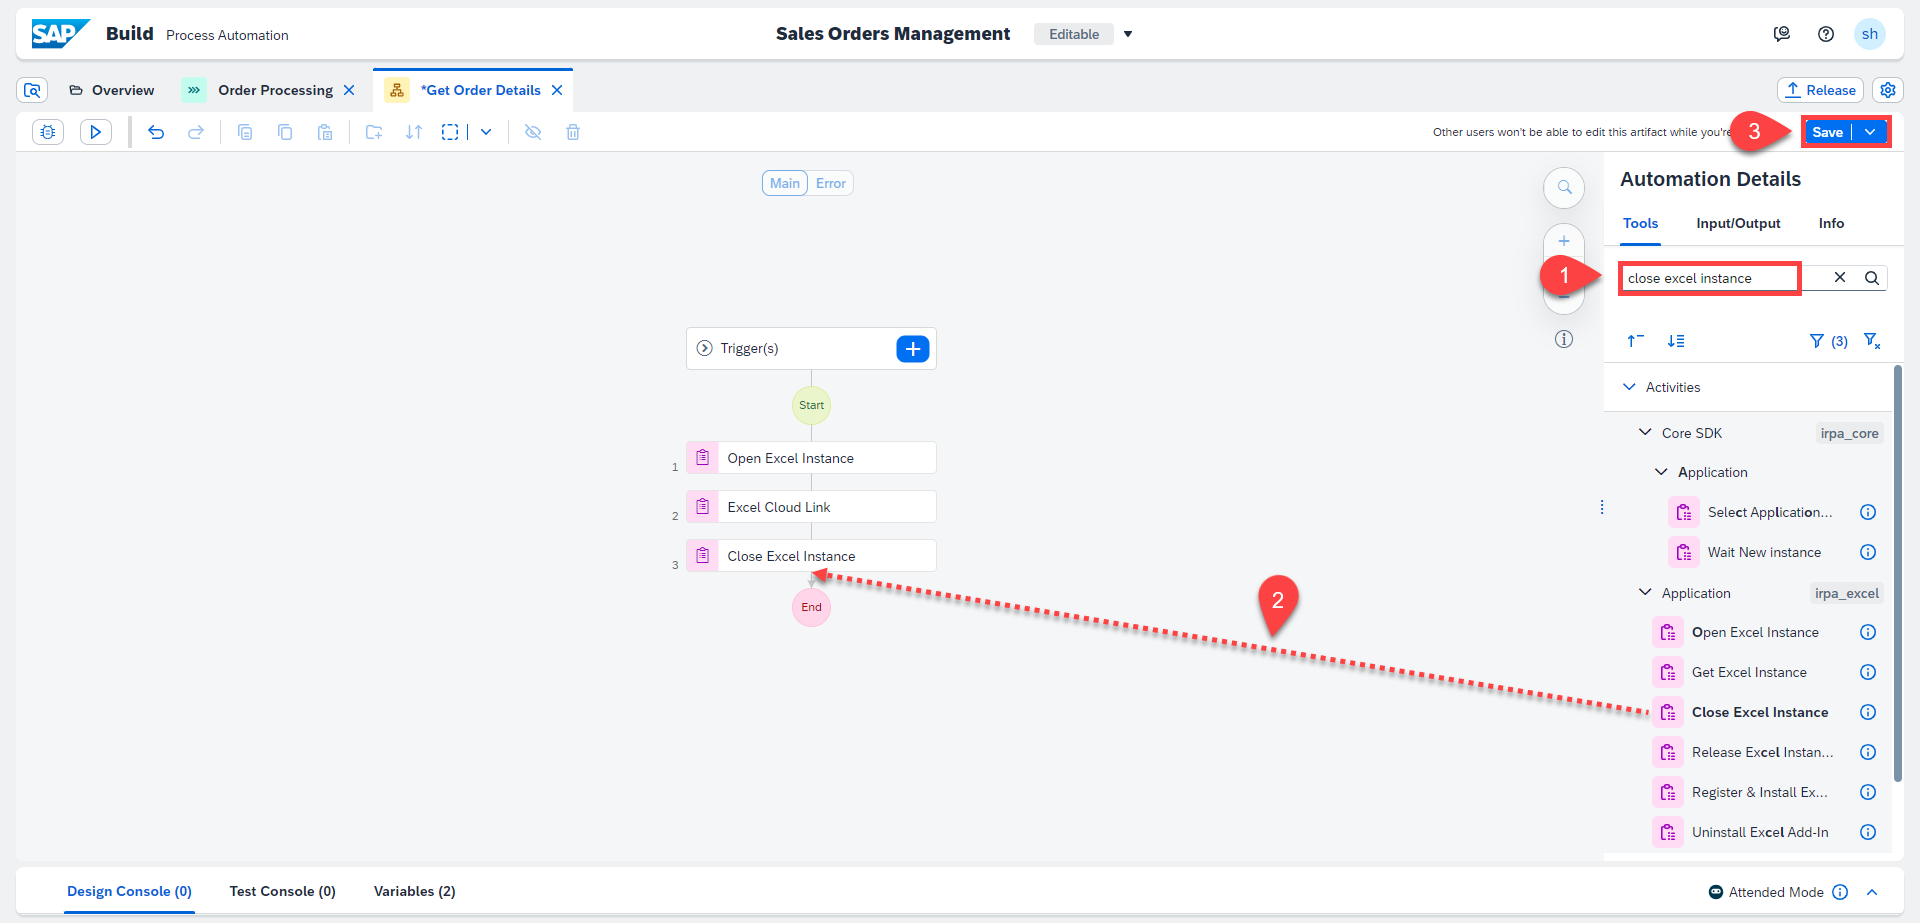 SAP Build Process Automation
Sales Orders Management Editable
sh
Overview
Order Processing
*Get Order Details
Release
Other users won't be able to edit this artifact while you're
3
Save
Main Error
Automation Details
Tools Input/Output Info
1
close excel instance
(3)
Trigger(s)
Start
1 Open Excel Instance
2 Excel Cloud Link
3 Close Excel Instance
End
2
Activities
Core SDK irpa_core
Application
Select Application...
Wait New instance
Application irpa_excel
Open Excel Instance
Get Excel Instance
Close Excel Instance
Release Excel Instan...
Register & Install Ex...
Uninstall Excel Add-In
Design Console (0) Test Console (0) Variables (2)
Attended Mode